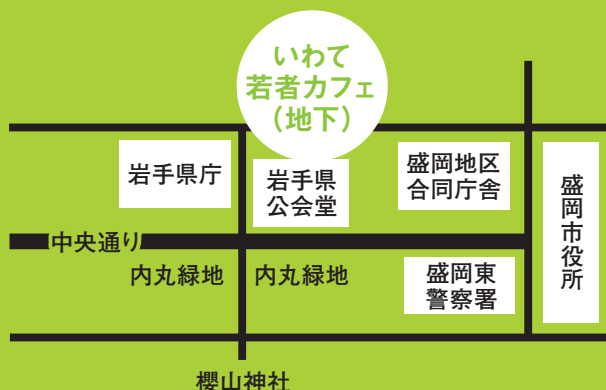 いわて
若者カフェ
（地下）
岩手県庁
岩手県
公会堂
盛岡地区
合同庁舎
盛岡市役所
中央通り
内丸緑地
内丸緑地
盛岡東
警察署
櫻山神社